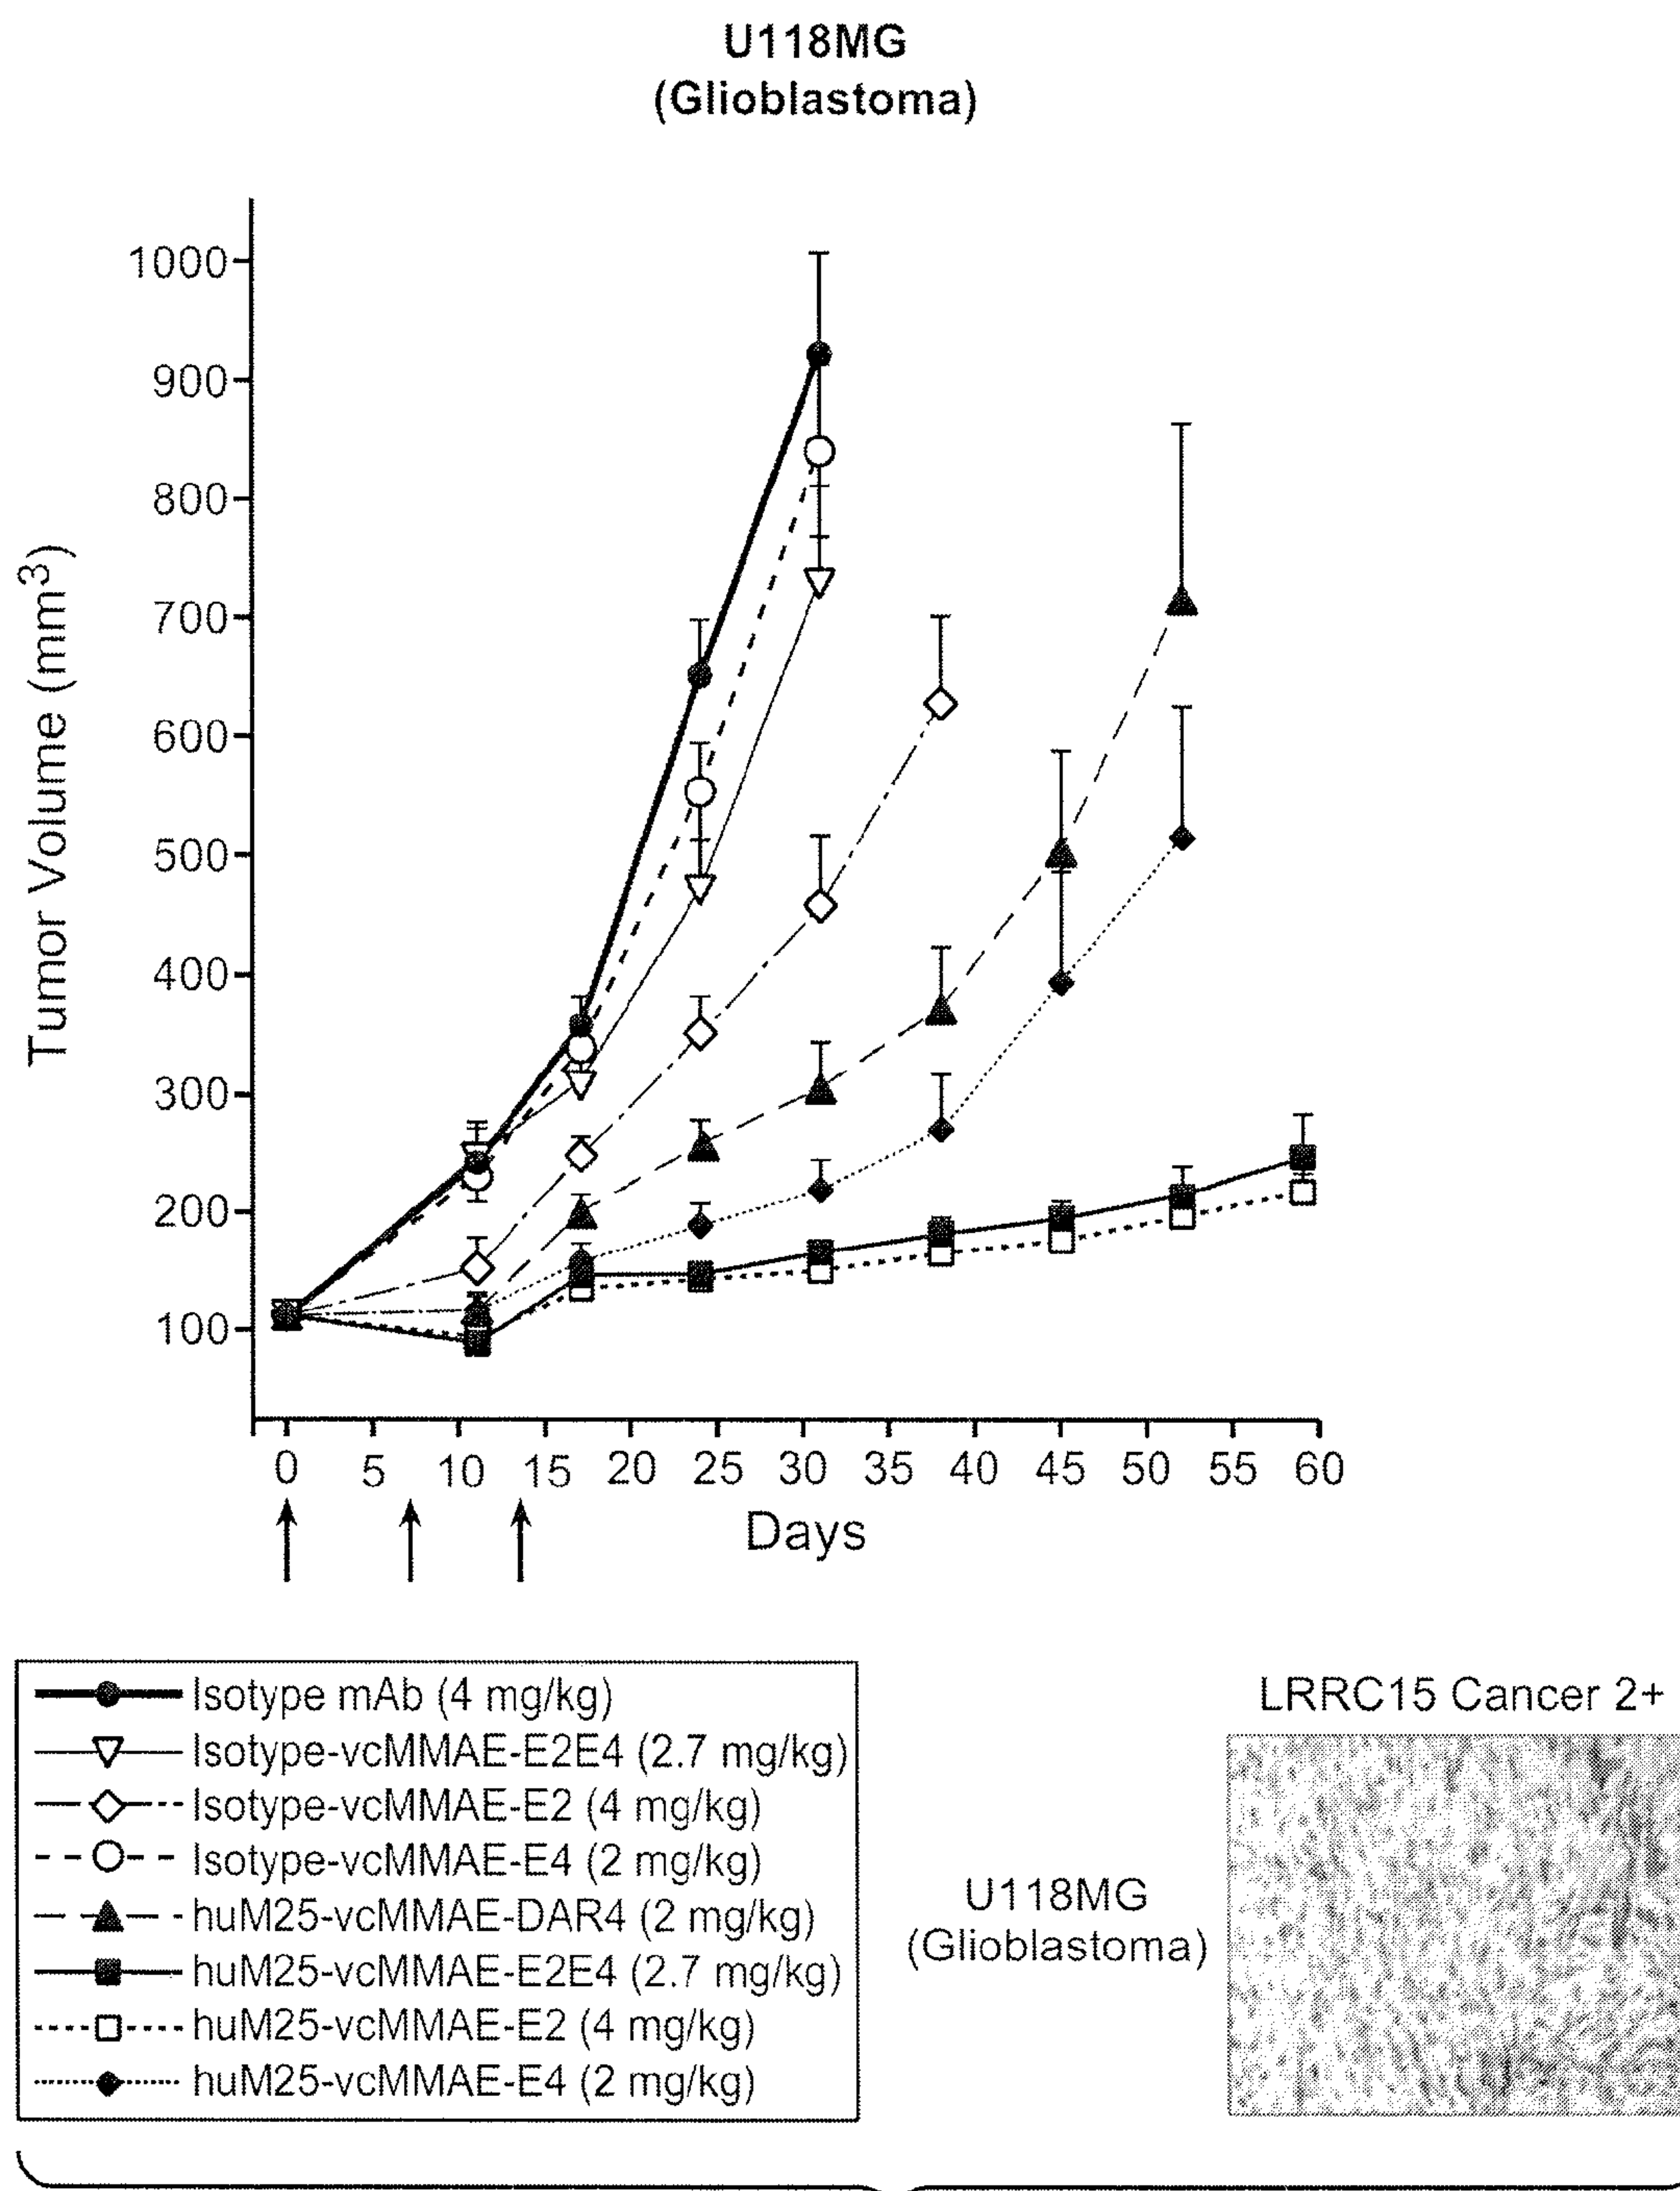 U118MG
(Glioblastoma)
Tumor Volume (mm³)
1000
900
800
700
600
500
400
300
200
100
0 5 10 15 20 25 30 35 40 45 50 55 60
Days
Isotype mAb (4 mg/kg)
Isotype-vcMMAE-E2E4 (2.7 mg/kg)
Isotype-vcMMAE-E2 (4 mg/kg)
Isotype-vcMMAE-E4 (2 mg/kg)
huM25-vcMMAE-DAR4 (2 mg/kg)
huM25-vcMMAE-E2E4 (2.7 mg/kg)
huM25-vcMMAE-E2 (4 mg/kg)
huM25-vcMMAE-E4 (2 mg/kg)
LRRC15 Cancer 2+
U118MG
(Glioblastoma)